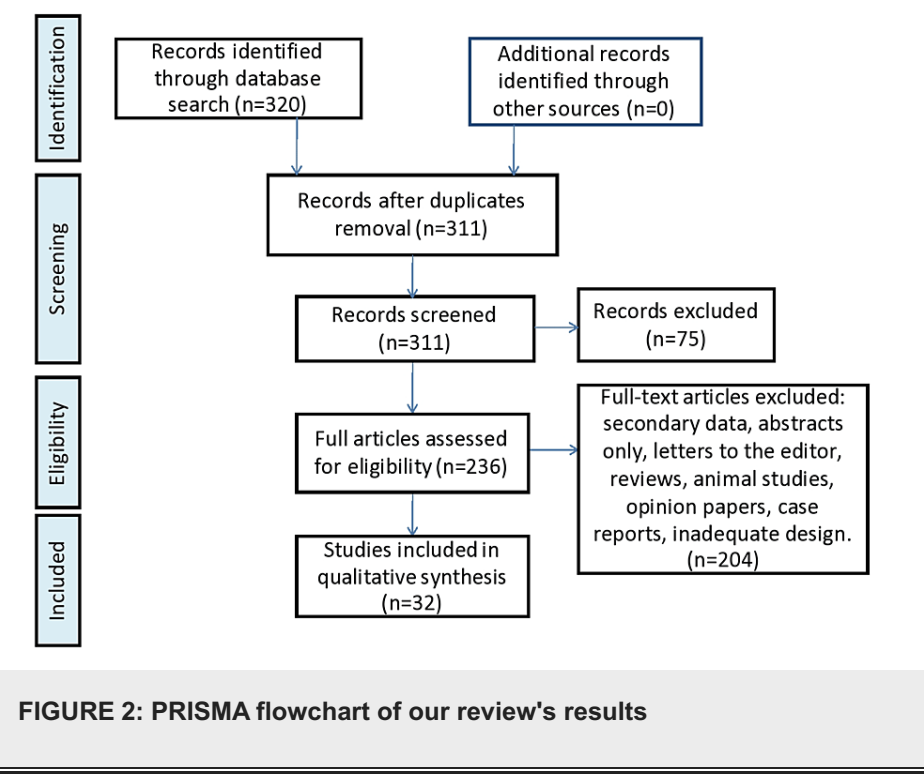 Identification
Records identified
through database
search (n=320)
Additional records
identified through
other sources (n=0)
Screening
Records after duplicates
removal (n=311)
Records screened
(n=311)
Records excluded
(n=75)
Eligibility
Full articles assessed
for eligibility (n=236)
Full-text articles excluded:
secondary data, abstracts
only, letters to the editor,
reviews, animal studies,
opinion papers, case
reports, inadequate design.
(n=204)
Included
Studies included in
qualitative synthesis
(n=32)
FIGURE 2: PRISMA flowchart of our review's results